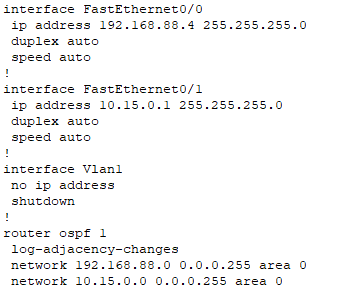 interface FastEthernet0/0
 ip address 192.168.88.4 255.255.255.0
 duplex auto
 speed auto
!
interface FastEthernet0/1
 ip address 10.15.0.1 255.255.255.0
 duplex auto
 speed auto
!
interface Vlan1
 no ip address
 shutdown
!
router ospf 1
 log-adjacency-changes
 network 192.168.88.0 0.0.0.255 area 0
 network 10.15.0.0 0.0.0.255 area 0